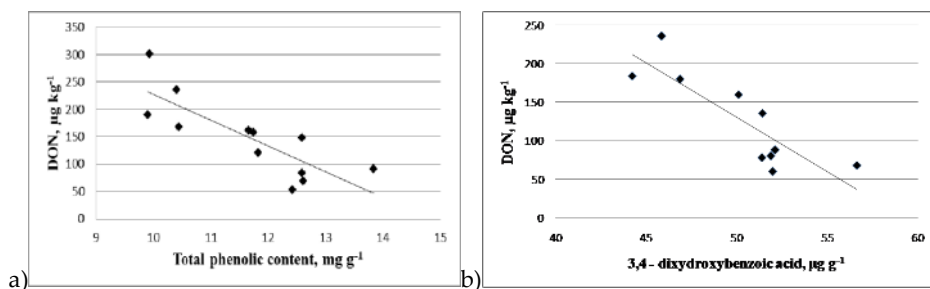 350
300
250
200
150
100
50
0
DON, µg kg-1
9 10 11 12 13 14 15
Total phenolic content, mg g-1
a)
250
200
150
100
50
0
DON, µg kg-1
40 45 50 55 60
3,4 - dixydroxybenzoic acid, µg g-1
b)